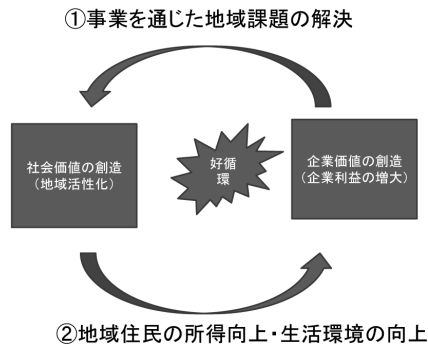 ①事業を通じた地域課題の解決
社会価値の創造
（地域活性化）
好循
環
企業価値の創造
（企業利益の増大）
②地域住民の所得向上・生活環境の向上